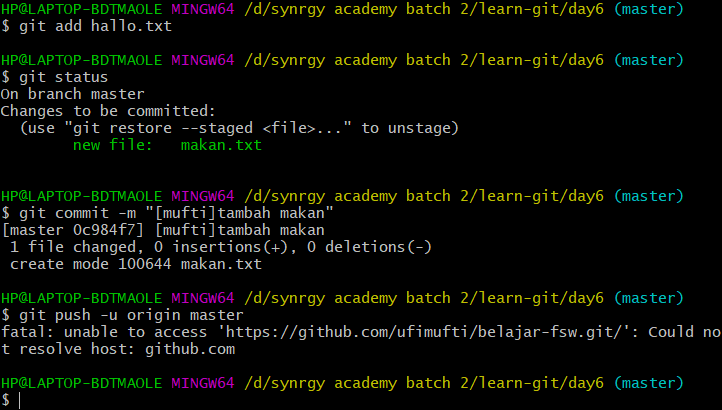 HP@LAPTOP-BDTMAOLE MINGW64 /d/synrgy academy batch 2/learn-git/day6 (master)
$ git add hallo.txt
HP@LAPTOP-BDTMAOLE MINGW64 /d/synrgy academy batch 2/learn-git/day6 (master)
$ git status
On branch master
Changes to be committed:
  (use "git restore --staged <file>..." to unstage)
        new file:   makan.txt
HP@LAPTOP-BDTMAOLE MINGW64 /d/synrgy academy batch 2/learn-git/day6 (master)
$ git commit -m "[mufti]tambah makan"
[master 0c984f7] [mufti]tambah makan
 1 file changed, 0 insertions(+), 0 deletions(-)
 create mode 100644 makan.txt
HP@LAPTOP-BDTMAOLE MINGW64 /d/synrgy academy batch 2/learn-git/day6 (master)
$ git push -u origin master
fatal: unable to access 'https://github.com/ufimufti/belajar-fsw.git/': Could no
t resolve host: github.com
HP@LAPTOP-BDTMAOLE MINGW64 /d/synrgy academy batch 2/learn-git/day6 (master)
$